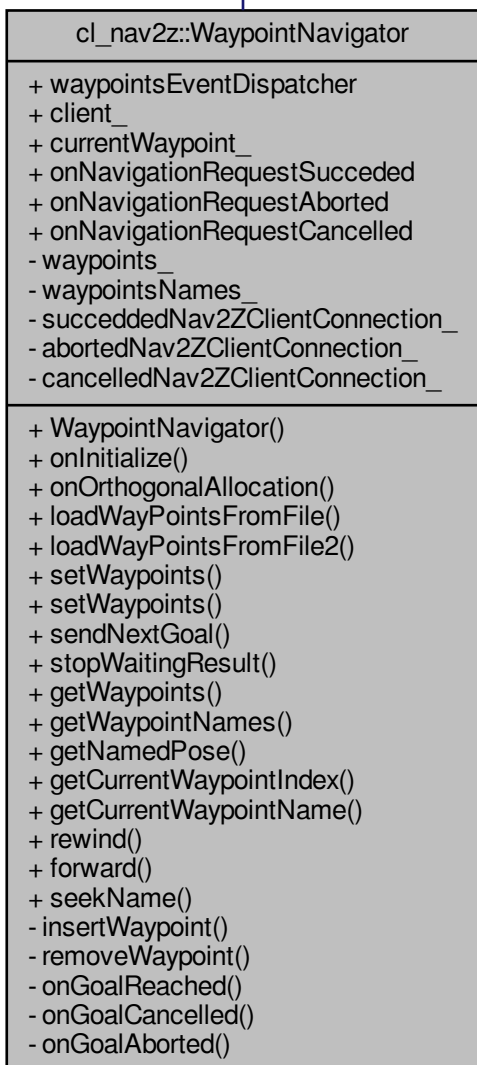 cl_nav2z::WaypointNavigator
+ waypointsEventDispatcher
+ client_
+ currentWaypoint_
+ onNavigationRequestSucceded
+ onNavigationRequestAborted
+ onNavigationRequestCancelled
- waypoints_
- waypointsNames_
- succeddedNav2ZClientConnection_
- abortedNav2ZClientConnection_
- cancelledNav2ZClientConnection_
+ WaypointNavigator()
+ onInitialize()
+ onOrthogonalAllocation()
+ loadWayPointsFromFile()
+ loadWayPointsFromFile2()
+ setWaypoints()
+ setWaypoints()
+ sendNextGoal()
+ stopWaitingResult()
+ getWaypoints()
+ getWaypointNames()
+ getNamedPose()
+ getCurrentWaypointIndex()
+ getCurrentWaypointName()
+ rewind()
+ forward()
+ seekName()
- insertWaypoint()
- removeWaypoint()
- onGoalReached()
- onGoalCancelled()
- onGoalAborted()